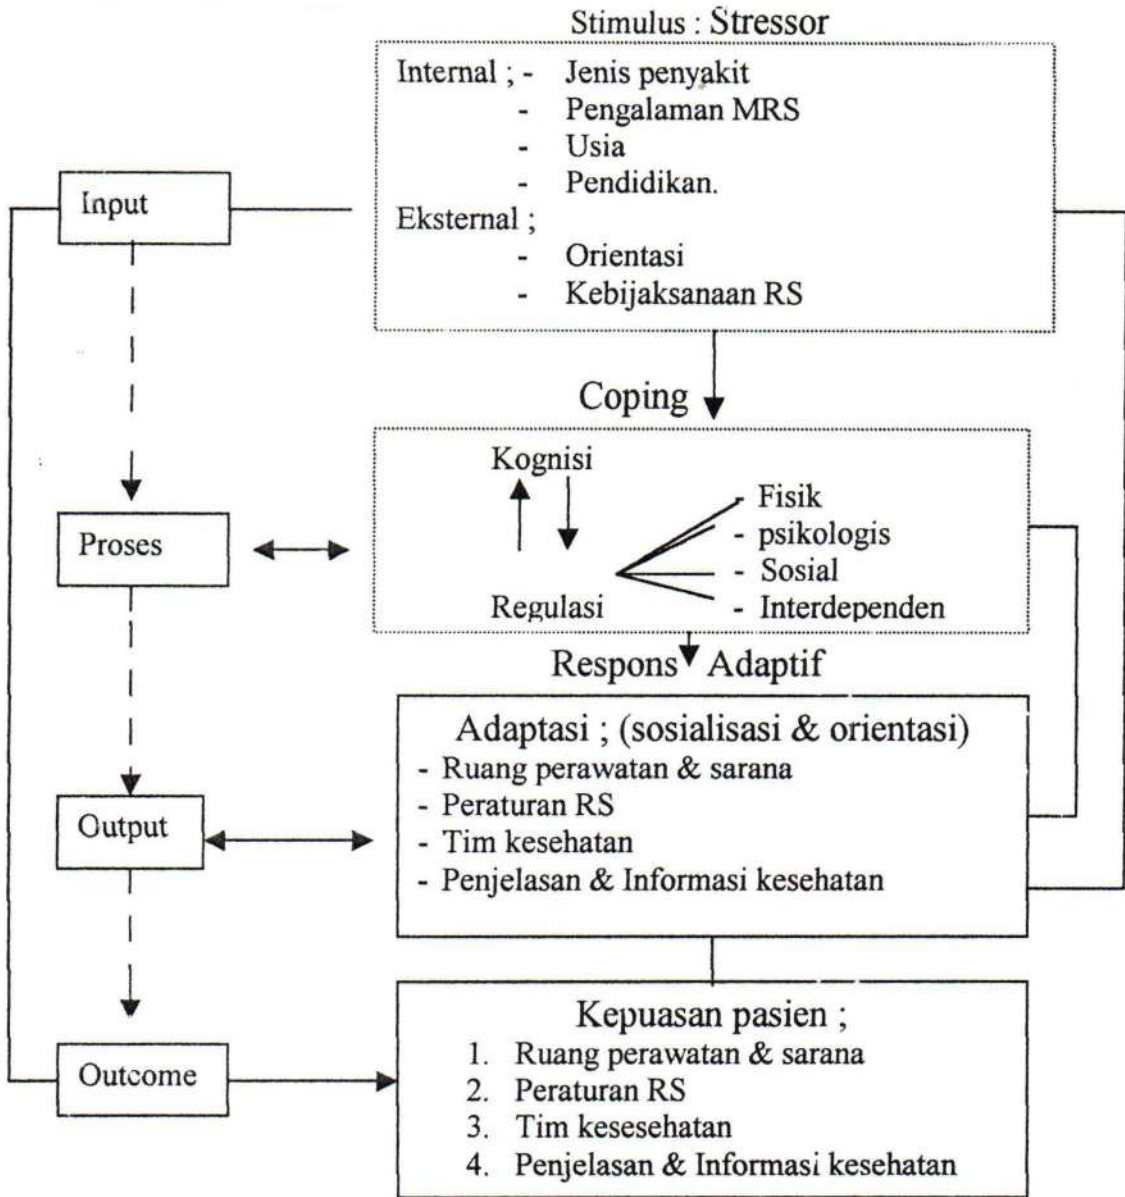 Stimulus : Stressor
Internal ; - Jenis penyakit
- Pengalaman MRS
- Usia
- Pendidikan.
Eksternal ;
- Orientasi
- Kebijaksanaan RS
Input
Coping
Kognisi
- Fisik
- psikologis
- Sosial
Regulasi - Interdependen
Proses
Respons Adaptif
Adaptasi ; (sosialisasi & orientasi)
- Ruang perawatan & sarana
- Peraturan RS
- Tim kesehatan
- Penjelasan & Informasi kesehatan
Output
Kepuasan pasien ;
1. Ruang perawatan & sarana
2. Peraturan RS
3. Tim kesesehatan
4. Penjelasan & Informasi kesehatan
Outcome